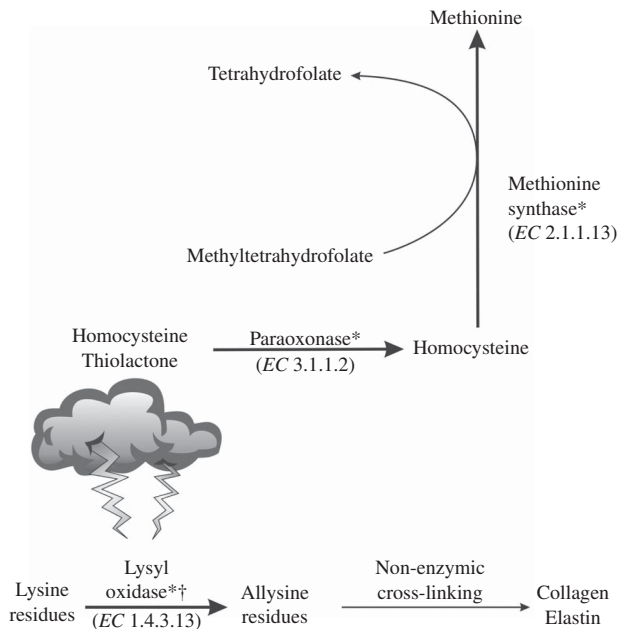 Methionine
Tetrahydrofolate
Methionine
synthase*
(EC 2.1.1.13)
Methyltetrahydrofolate
Homocysteine
Thiolactone
Paraoxonase*
(EC 3.1.1.2)
Homocysteine
Lysine
residues
Lysyl
oxidase*†
(EC 1.4.3.13)
Allysine
residues
Non-enzymic
cross-linking
Collagen
Elastin